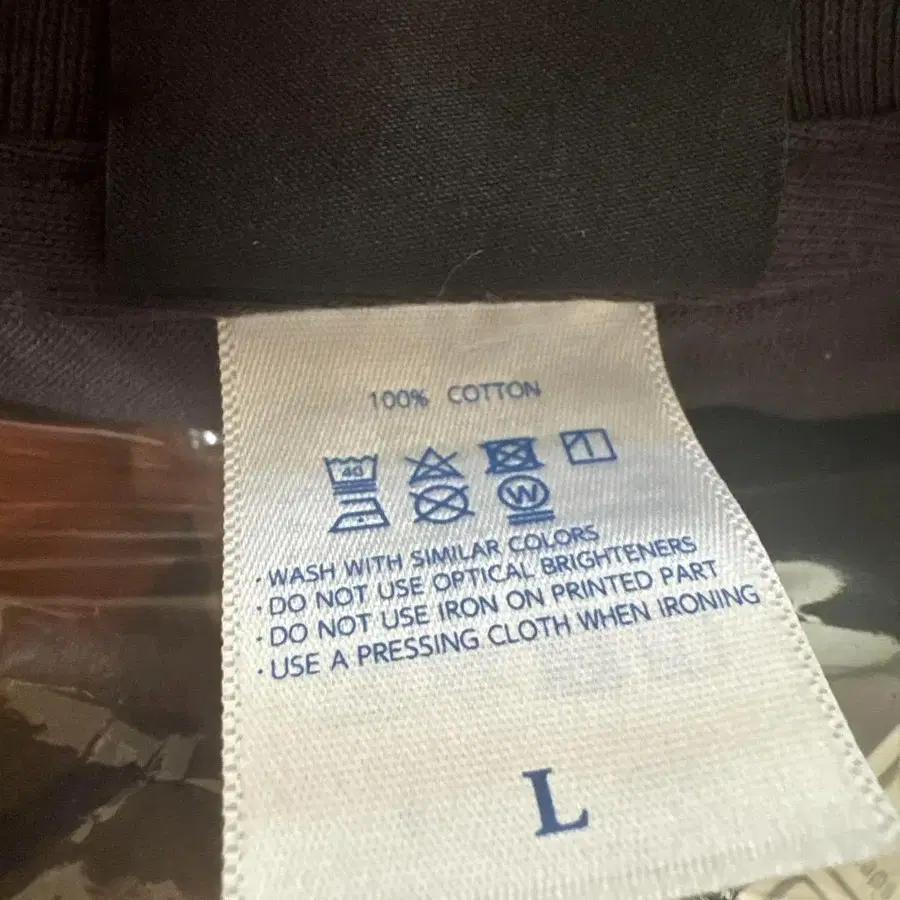 100% COTTON
40
W
· WASH WITH SIMILAR COLORS
· DO NOT USE OPTICAL BRIGHTENERS
· DO NOT USE IRON ON PRINTED PART
· USE A PRESSING CLOTH WHEN IRONING
L